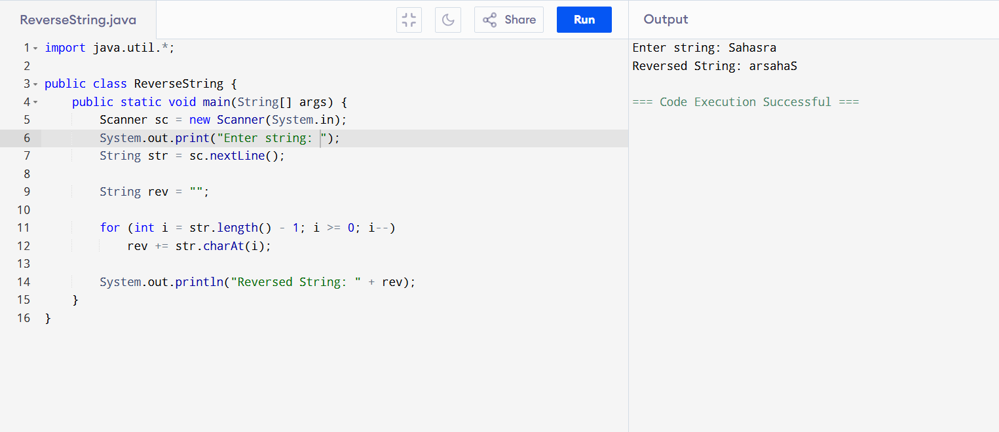 ReverseString.java
Share
Run
Output
1 import java.util.*;
2
3 public class ReverseString {
4     public static void main(String[] args) {
5         Scanner sc = new Scanner(System.in);
6         System.out.print("Enter string: ");
7         String str = sc.nextLine();
8
9         String rev = "";
10
11         for (int i = str.length() - 1; i >= 0; i--)
12             rev += str.charAt(i);
13
14         System.out.println("Reversed String: " + rev);
15     }
16 }
Enter string: Sahasra
Reversed String: arsahaS

=== Code Execution Successful ===